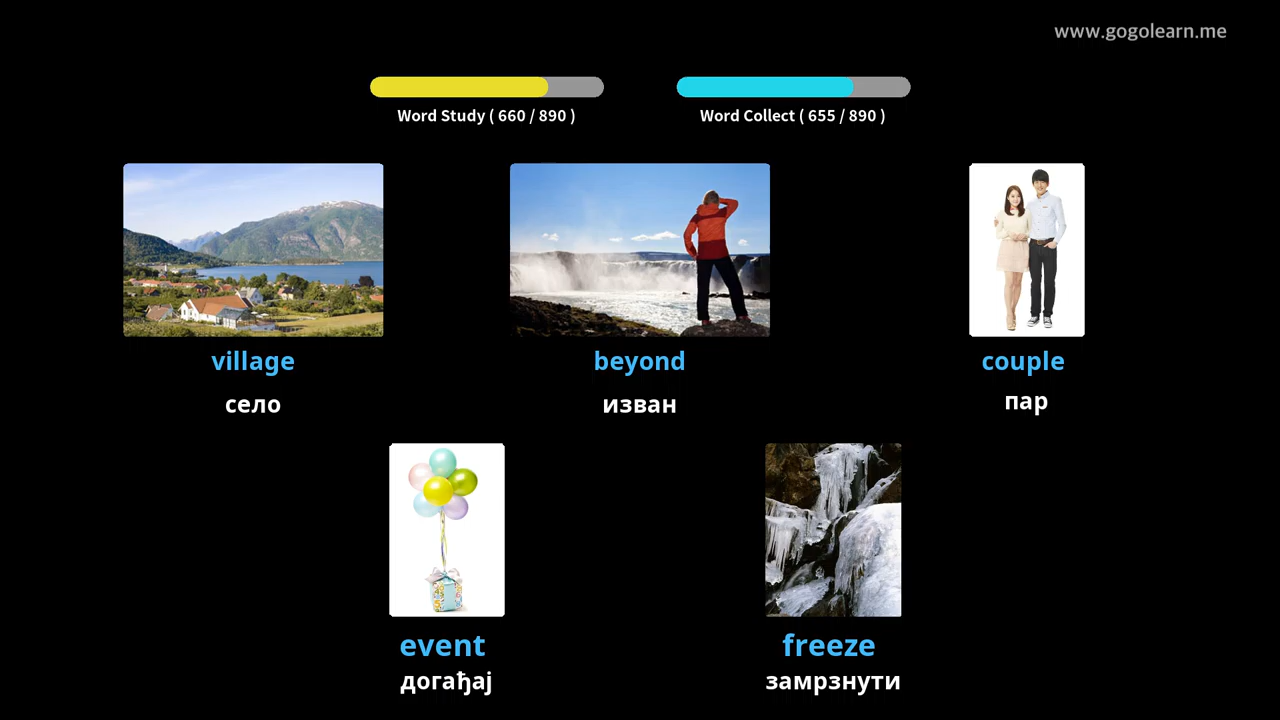 www.gogolearn.me
Word Study ( 660 / 890 )
Word Collect ( 655 / 890 )
village
beyond
couple
село
изван
пар
event
freeze
догађај
замрзнути